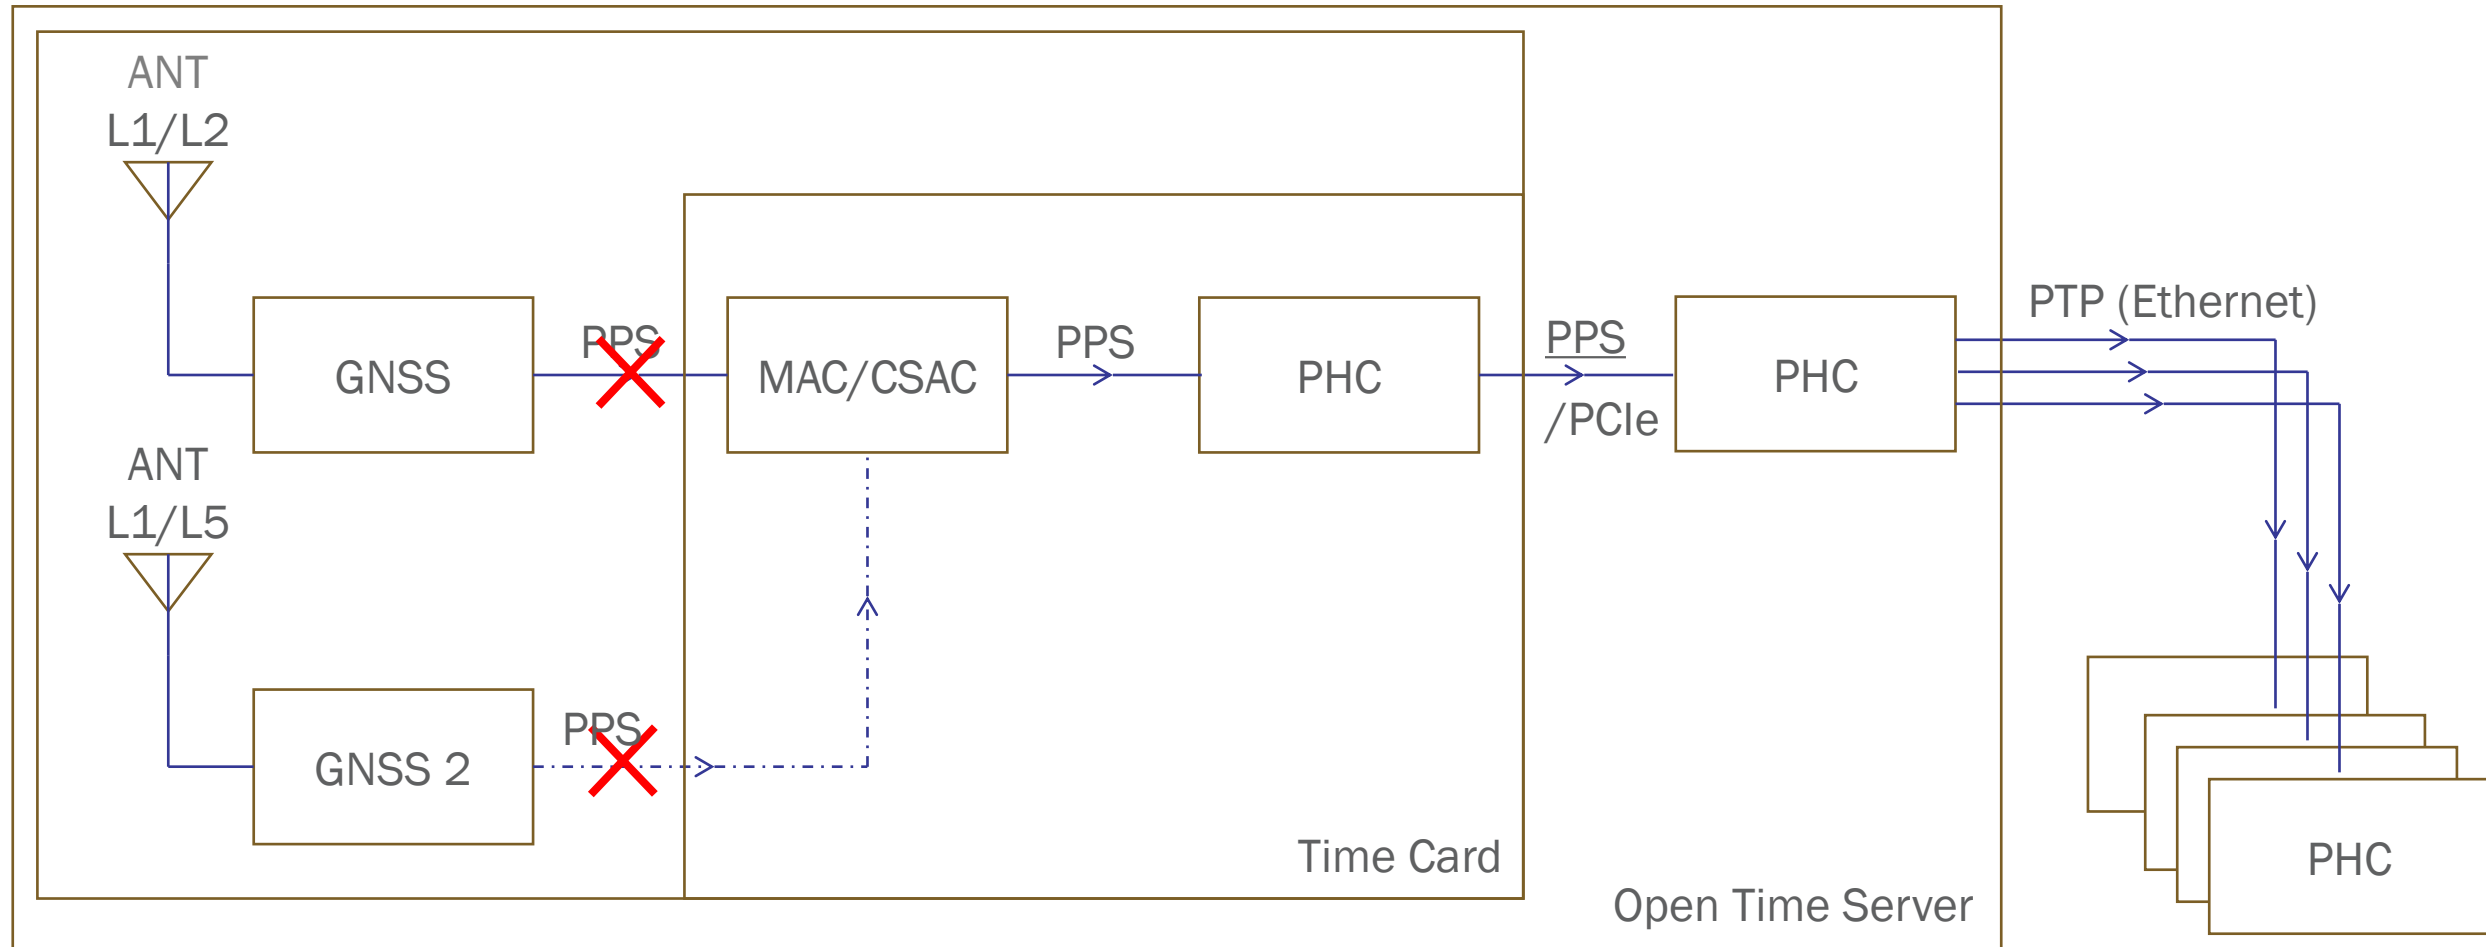 ANT
L1/L2
GNSS
PPS
MAC/CSAC
PPS
PHC
PPS
/PCIe
PHC
PTP (Ethernet)
ANT
L1/L5
GNSS 2
PPS
Time Card
Open Time Server
PHC